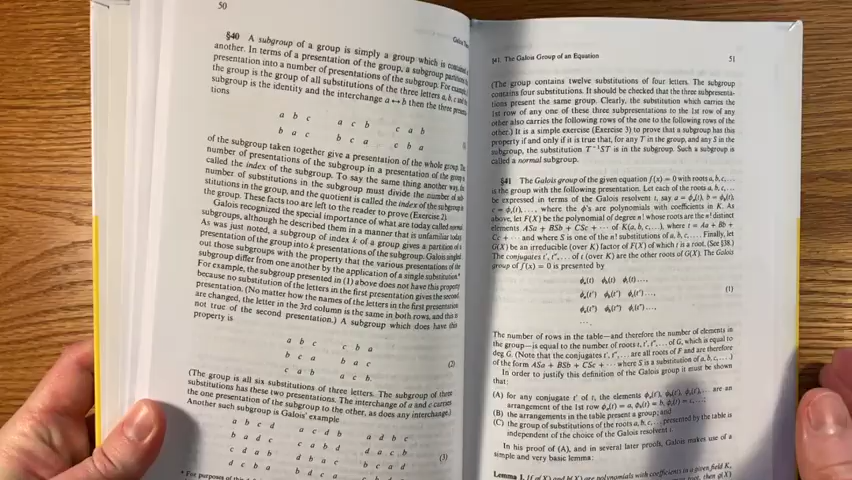 50
§40 A subgroup of a group is simply a group which is contained
another. In terms of a presentation of the group, a subgroup partitions
presentation into a number of presentations of the subgroup. For example,
the group is the group of all substitutions of the three letters a, b, c and the
subgroup is the identity and the interchange a ↔ b then the three
tions
a b c a c b c a b
b a c b c a c b a
of the subgroup taken together give a presentation of the whole group. The
number of presentations of the subgroup in a presentation of the group is
called the index of the subgroup. To say the same thing another way, the
number of substitutions in the subgroup must divide the number of sub
stitutions in the group, and the quotient is called the index of the subgroup in
the group. These facts too are left to the reader to prove (Exercise 2).
Galois recognized the special importance of what are today called normal
subgroups, although he described them in a manner that is unfamiliar today.
As was just noted, a subgroup of index k of a group gives a partition of a
presentation of the group into k presentations of the subgroup. Galois singled
out those subgroups with the property that the various presentations of the
subgroup differ from one another by the application of a single substitution.*
For example, the subgroup presented in (1) above does not have this property
because no substitution of the letters in the first presentation gives the second
presentation. (No matter how the names of the letters in the first presentation
are changed, the letter in the 3rd column is the same in both rows, and this is
not true of the second presentation.) A subgroup which does have this
property is
a b c c b a
b c a b a c (2)
c a b a c b
(The group is all six substitutions of three letters. The subgroup of three
substitutions has these two presentations. The interchange of a and c carries
the one presentation of the subgroup to the other, as does any interchange.)
Another such subgroup is Galois' example
a b c d a c d b a d b c
b a d c c a b d d a c b
c d a b d b a c b c a d (3)
d c b a b d c a
* For purposes of
§41 The Galois Group of an Equation 51
(The group contains twelve substitutions of four letters. The subgroup
contains four substitutions. It should be checked that the three presenta-
tions present the same group. Clearly, the substitution which carries the
1st row of any one of these three subpresentations to the 1st row of any
other also carries the following rows of the one to the following rows of the
other.) It is a simple exercise (Exercise 3) to prove that a subgroup has this
property if and only if it is true that, for any T in the group, and any S in the
subgroup, the substitution T⁻¹ST is in the subgroup. Such a subgroup is
called a normal subgroup.
§41 The Galois group of the given equation f(x) = 0 with roots a, b, c, ...
is the group with the following presentation. Let each of the roots a, b, c, ...
be expressed in terms of the Galois resolvent t, say a = ϕₐ(t), b = ϕ_b(t),
c = ϕ_c(t), ..., where the ϕ's are polynomials with coefficients in K. As
above, let F(X) be the polynomial of degree n! whose roots are the n! distinct
elements ASa + BSb + CSc + ··· of K(a, b, c, ...), where t = Aa + Bb +
Cc + ··· and where S is one of the n! substitutions of a, b, c, .... Finally, let
G(X) be an irreducible (over K) factor of F(X) of which t is a root. (See §38.)
The conjugates t', t'', ... of t (over K) are the other roots of G(X). The Galois
group of f(x) = 0 is presented by
ϕₐ(t) ϕ_b(t) ϕ_c(t) ...,
ϕₐ(t') ϕ_b(t') ϕ_c(t') ..., (1)
ϕₐ(t'') ϕ_b(t'') ϕ_c(t'') ...,
....
The number of rows in the table—and therefore the number of elements in
the group—is equal to the number of roots t, t', t'', ... of G, which is equal to
deg G. (Note that the conjugates t', t'', ... are all roots of F and are therefore
of the form ASa + BSb + CSc + ··· where S is a substitution of a, b, c, ....)
In order to justify this definition of the Galois group it must be shown
that:
(A) for any conjugate t' of t, the elements ϕₐ(t'), ϕ_b(t'), ϕ_c(t'), ... are an
arrangement of the 1st row ϕₐ(t) = a, ϕ_b(t) = b, ϕ_c(t) = c, ...;
(B) the arrangements in the table present a group; and
(C) the group of substitutions of the roots a, b, c, ... presented by the table is
independent of the choice of the Galois resolvent t.
In his proof of (A), and in several later proofs, Galois makes use of a
simple and very basic lemma:
Lemma 1. If g(X) and h(X) are polynomials with coefficients in a given field K,